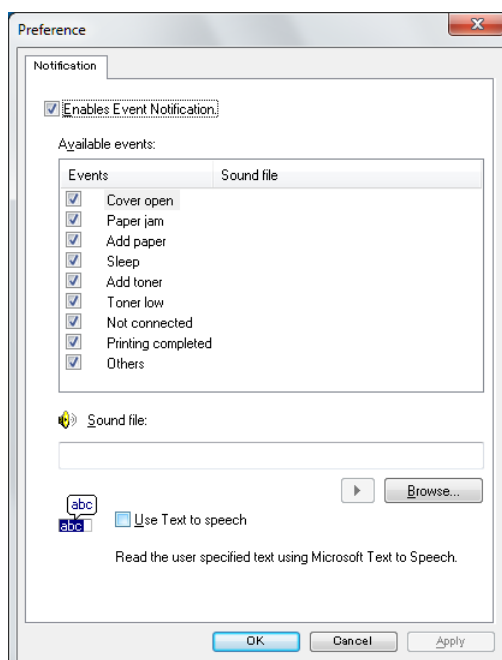 Preference
Notification
Enables Event Notification.
Available events:
Events Sound file
Cover open
Paper jam
Add paper
Sleep
Add toner
Toner low
Not connected
Printing completed
Others
Sound file:
Browse...
abc
abc
Use Text to speech
Read the user specified text using Microsoft Text to Speech.
OK Cancel Apply